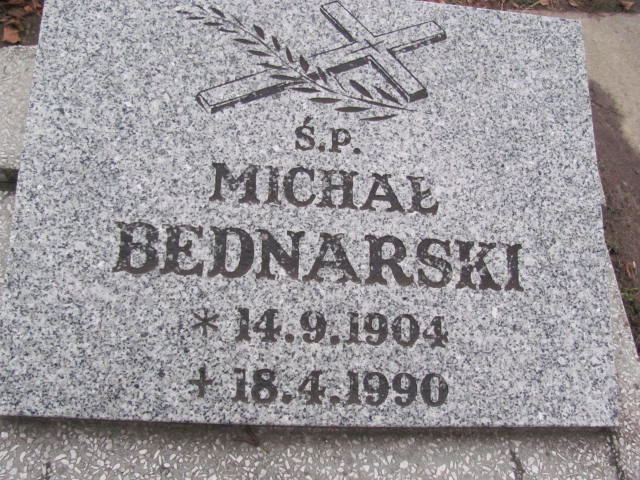 Ś.P.
MICHAŁ
BEDNARSKI
* 14.9.1904
+ 18.4.1990